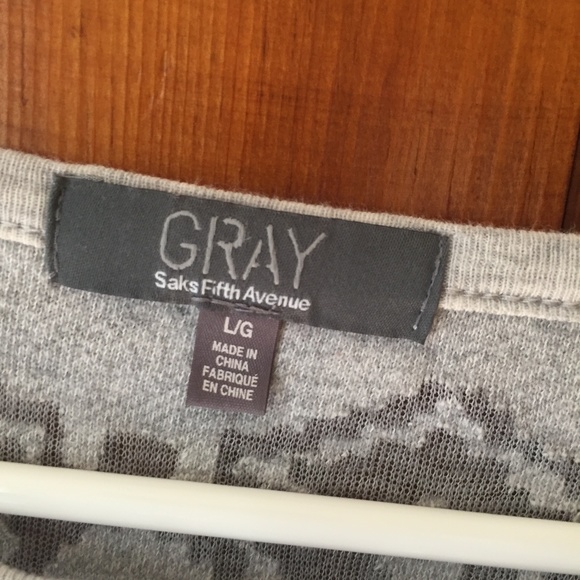 GRAY
Saks Fifth Avenue
L/G
MADE IN
CHINA
FABRIQUÉ
EN CHINE